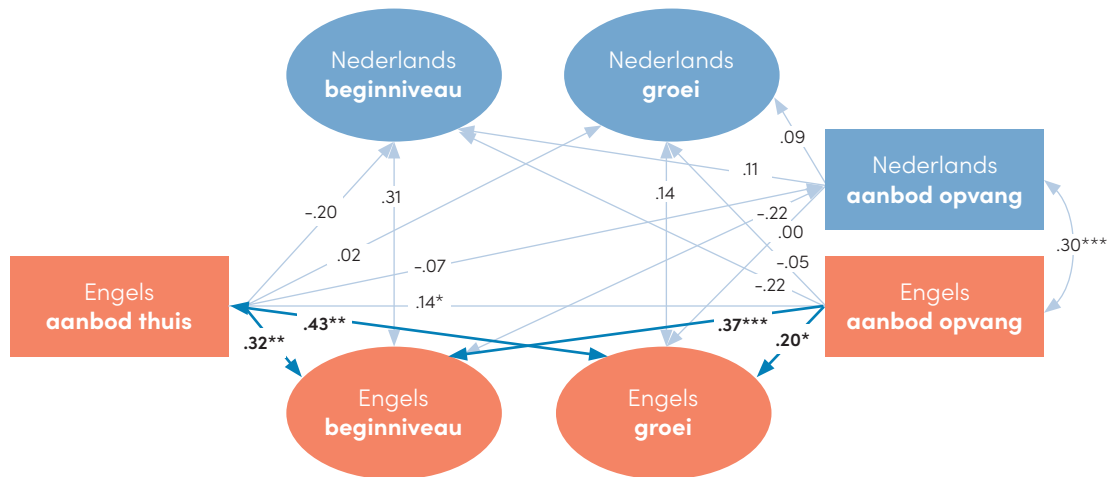 Nederlands
beginniveau
Nederlands
groei
.09
Nederlands
aanbod opvang
.11
.14
.31
-.20
-.22
.00
.02
-.07
-.05
.30***
-.22
Engels
aanbod thuis
.14*
Engels
aanbod opvang
.43**
.37***
.32**
.20*
Engels
beginniveau
Engels
groei